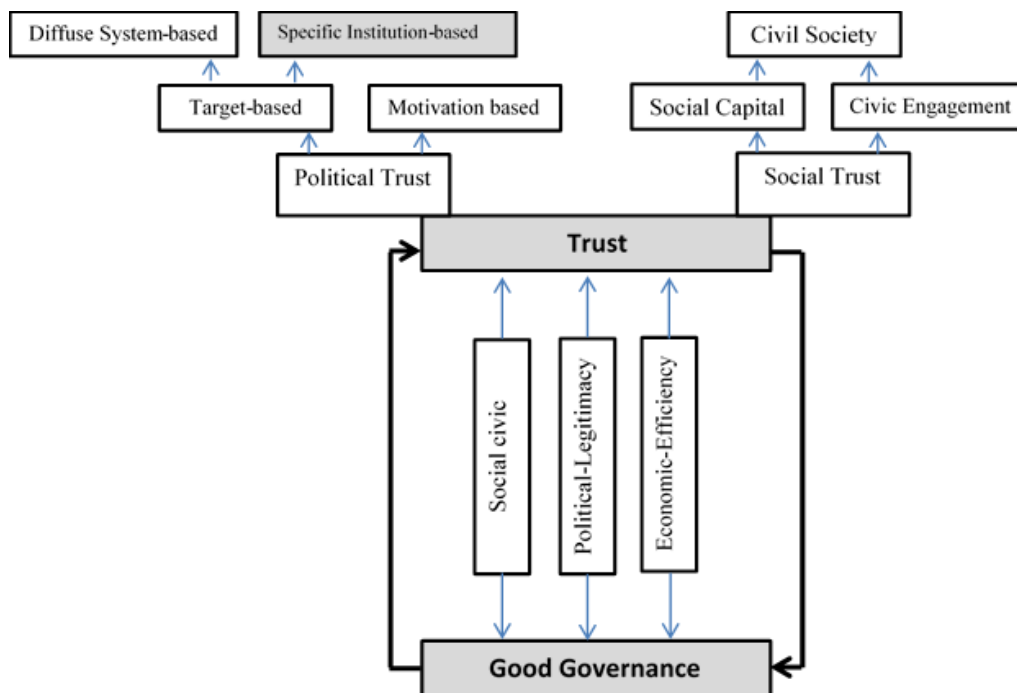 Diffuse System-based
Specific Institution-based
Civil Society
Target-based
Motivation based
Social Capital
Civic Engagement
Political Trust
Social Trust
Trust
Social civic
Political-Legitimacy
Economic-Efficiency
Good Governance